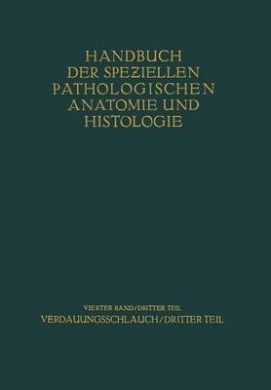 HANDBUCH
DER SPEZIELLEN
PATHOLOGISCHEN
ANATOMIE UND
HISTOLOGIE
VIERTER BAND/DRITTER TEIL
VERDAUUNGSSCHLAUCH/DRITTER TEIL